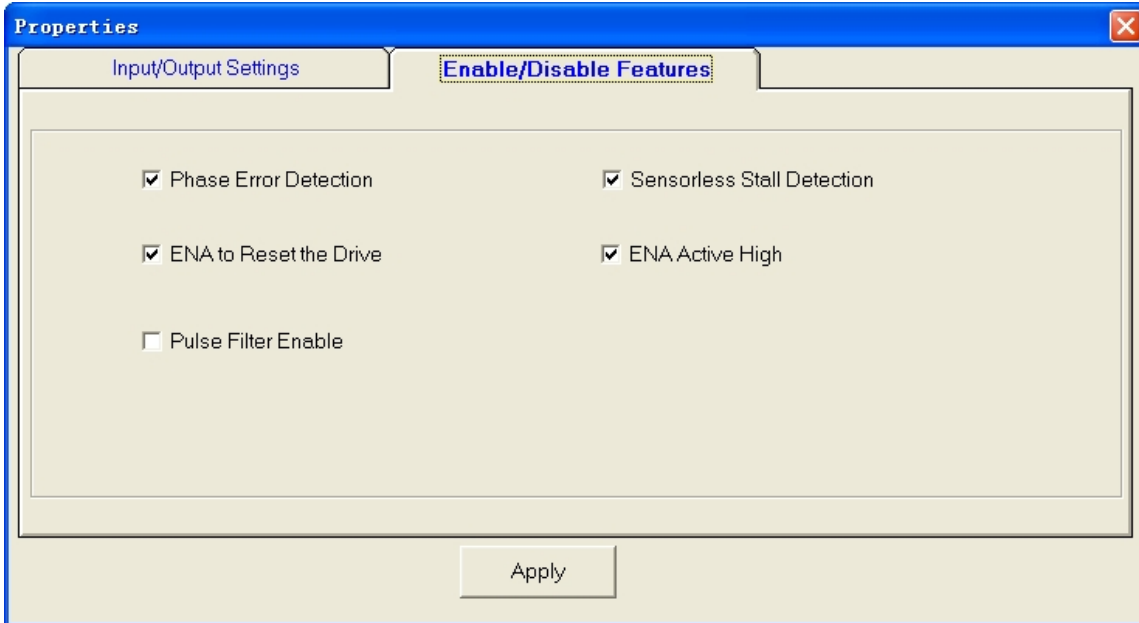 Properties
Input/Output Settings
Enable/Disable Features
Phase Error Detection
Sensorless Stall Detection
ENA to Reset the Drive
ENA Active High
Pulse Filter Enable
Apply